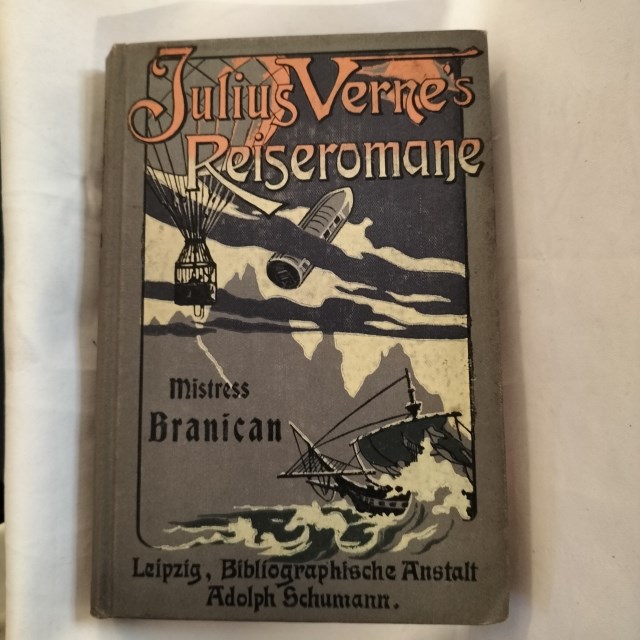 Julius Verne's
Reiseromane
Mistress
Branican
Leipzig, Bibliographische Anstalt
Adolph Schumann.